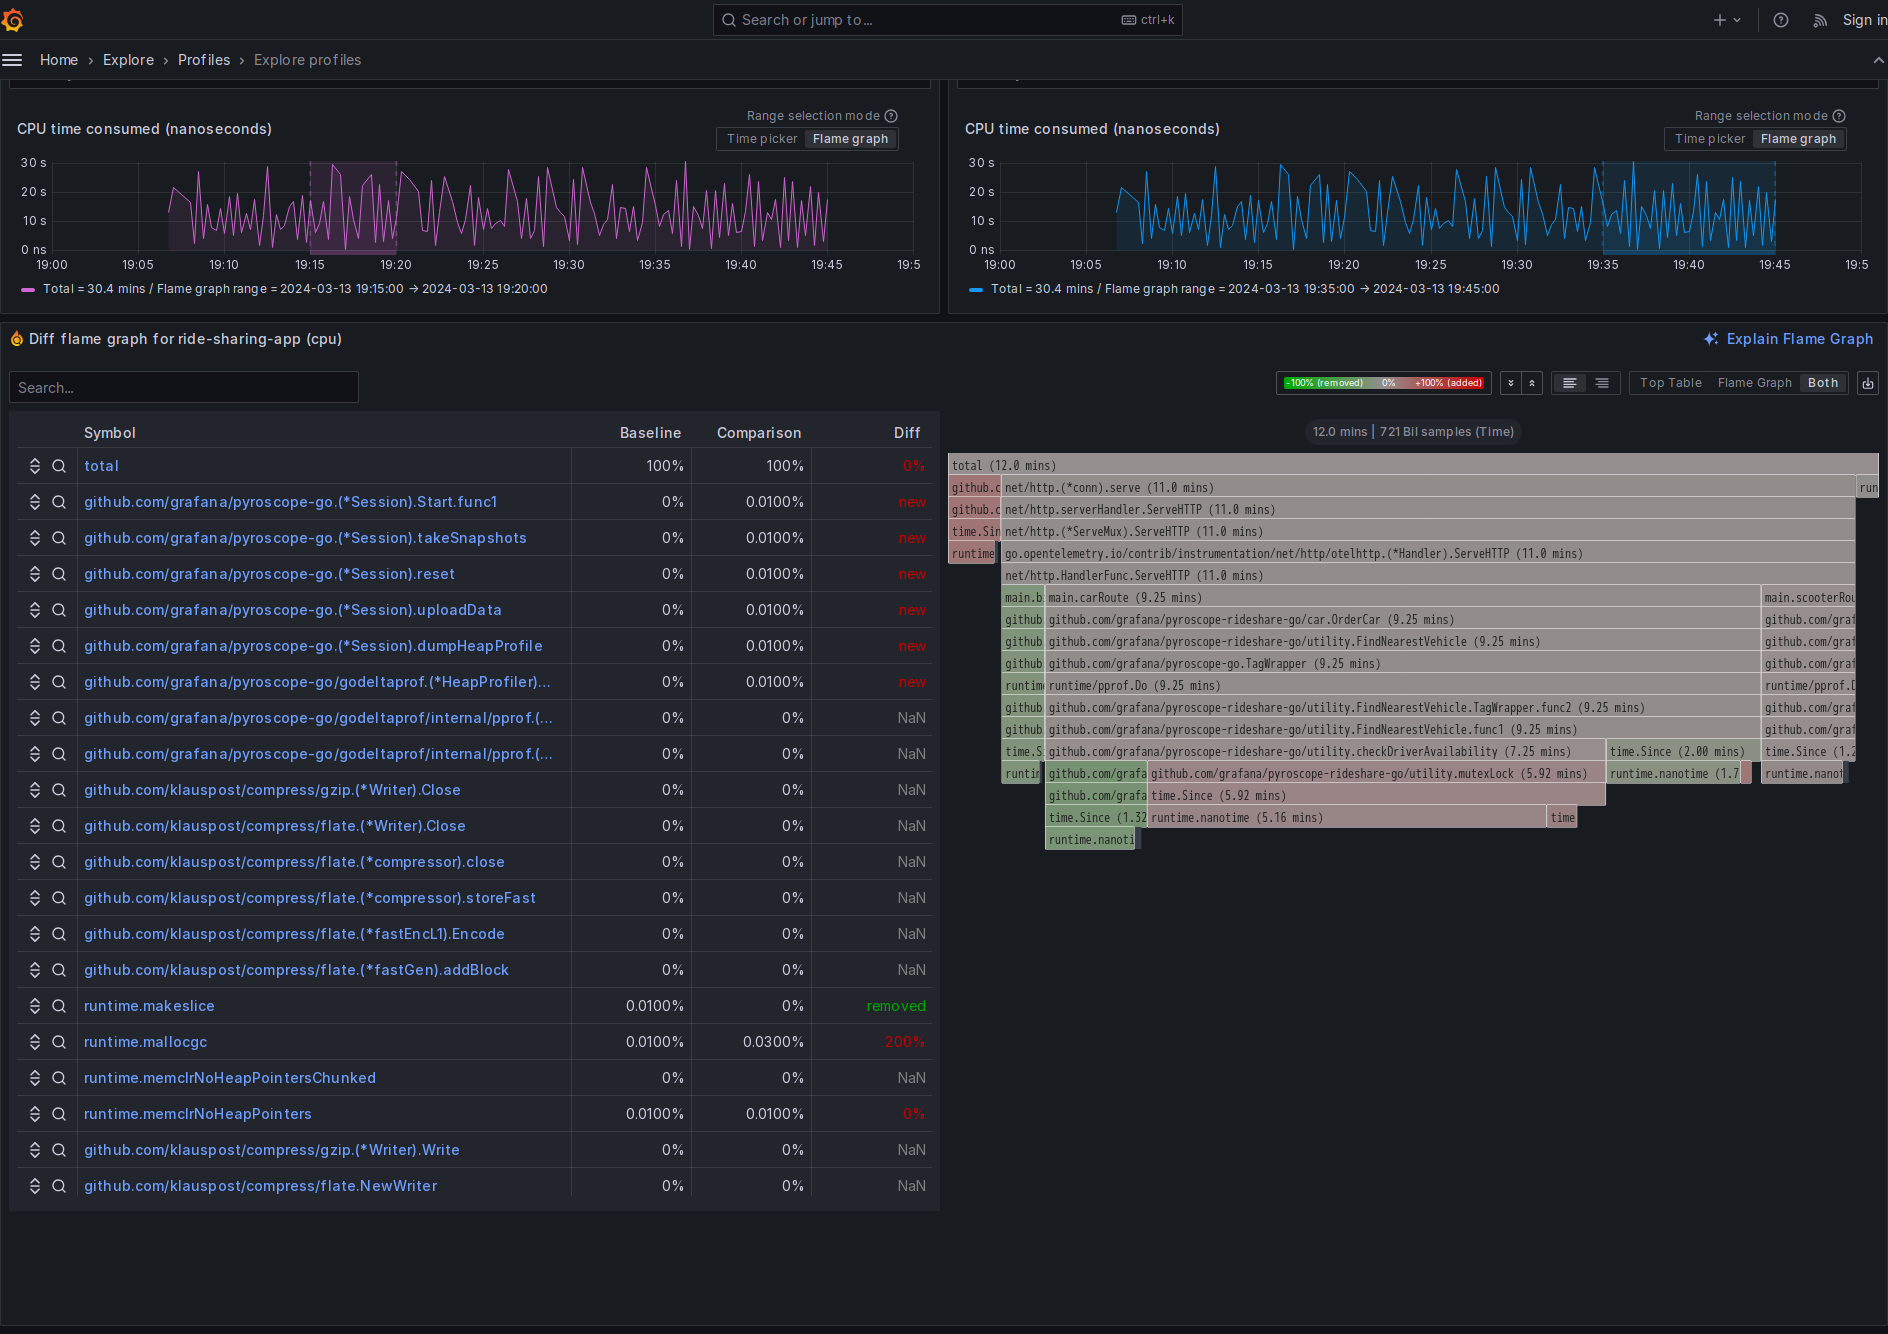 Search or jump to...
ctrl+k
Sign in
Home › Explore › Profiles › Explore profiles
Range selection mode
CPU time consumed (nanoseconds)
Time picker Flame graph
30 s
20 s
10 s
0 ns
19:00 19:05 19:10 19:15 19:20 19:25 19:30 19:35 19:40 19:45 19:5
Total = 30.4 mins / Flame graph range = 2024-03-13 19:15:00 → 2024-03-13 19:20:00
Range selection mode
CPU time consumed (nanoseconds)
Time picker Flame graph
30 s
20 s
10 s
0 ns
19:00 19:05 19:10 19:15 19:20 19:25 19:30 19:35 19:40 19:45 19:5
Total = 30.4 mins / Flame graph range = 2024-03-13 19:35:00 → 2024-03-13 19:45:00
Diff flame graph for ride-sharing-app (cpu)
Explain Flame Graph
Search...
-100% (removed) 0% +100% (added)
Top Table Flame Graph Both
Symbol Baseline Comparison Diff
total 100% 100% 0%
github.com/grafana/pyroscope-go.(*Session).Start.func1 0% 0.0100% new
github.com/grafana/pyroscope-go.(*Session).takeSnapshots 0% 0.0100% new
github.com/grafana/pyroscope-go.(*Session).reset 0% 0.0100% new
github.com/grafana/pyroscope-go.(*Session).uploadData 0% 0.0100% new
github.com/grafana/pyroscope-go.(*Session).dumpHeapProfile 0% 0.0100% new
github.com/grafana/pyroscope-go/godeltaprof.(*HeapProfiler)... 0% 0.0100% new
github.com/grafana/pyroscope-go/godeltaprof/internal/pprof.(... 0% 0% NaN
github.com/grafana/pyroscope-go/godeltaprof/internal/pprof.(... 0% 0% NaN
github.com/klauspost/compress/gzip.(*Writer).Close 0% 0% NaN
github.com/klauspost/compress/flate.(*Writer).Close 0% 0% NaN
github.com/klauspost/compress/flate.(*compressor).close 0% 0% NaN
github.com/klauspost/compress/flate.(*compressor).storeFast 0% 0% NaN
github.com/klauspost/compress/flate.(*fastEncL1).Encode 0% 0% NaN
github.com/klauspost/compress/flate.(*fastGen).addBlock 0% 0% NaN
runtime.makeslice 0.0100% 0% removed
runtime.mallocgc 0.0100% 0.0300% 200%
runtime.memclrNoHeapPointersChunked 0% 0% NaN
runtime.memclrNoHeapPointers 0.0100% 0.0100% 0%
github.com/klauspost/compress/gzip.(*Writer).Write 0% 0% NaN
github.com/klauspost/compress/flate.NewWriter 0% 0% NaN
12.0 mins | 721 Bil samples (Time)
total (12.0 mins)
github.c net/http.(*conn).serve (11.0 mins) run
github.c net/http.serverHandler.ServeHTTP (11.0 mins)
time.Sin net/http.(*ServeMux).ServeHTTP (11.0 mins)
runtime go.opentelemetry.io/contrib/instrumentation/net/http/otelhttp.(*Handler).ServeHTTP (11.0 mins)
net/http.HandlerFunc.ServeHTTP (11.0 mins)
main.b main.carRoute (9.25 mins) main.scooterRou
github github.com/grafana/pyroscope-rideshare-go/car.OrderCar (9.25 mins) github.com/graf
github github.com/grafana/pyroscope-rideshare-go/utility.FindNearestVehicle (9.25 mins) github.com/graf
github github.com/grafana/pyroscope-go.TagWrapper (9.25 mins) github.com/graf
runtime runtime/pprof.Do (9.25 mins) runtime/pprof.D
github github.com/grafana/pyroscope-rideshare-go/utility.FindNearestVehicle.TagWrapper.func2 (9.25 mins) github.com/graf
github github.com/grafana/pyroscope-rideshare-go/utility.FindNearestVehicle.func1 (9.25 mins) github.com/graf
time.S github.com/grafana/pyroscope-rideshare-go/utility.checkDriverAvailability (7.25 mins) time.Since (2.00 mins) time.Since (1.2
runtin github.com/grafa github.com/grafana/pyroscope-rideshare-go/utility.mutexLock (5.92 mins) runtime.nanotime (1.7 runtime.nanot
github.com/grafa time.Since (5.92 mins)
time.Since (1.32 runtime.nanotime (5.16 mins) time
runtime.nanoti